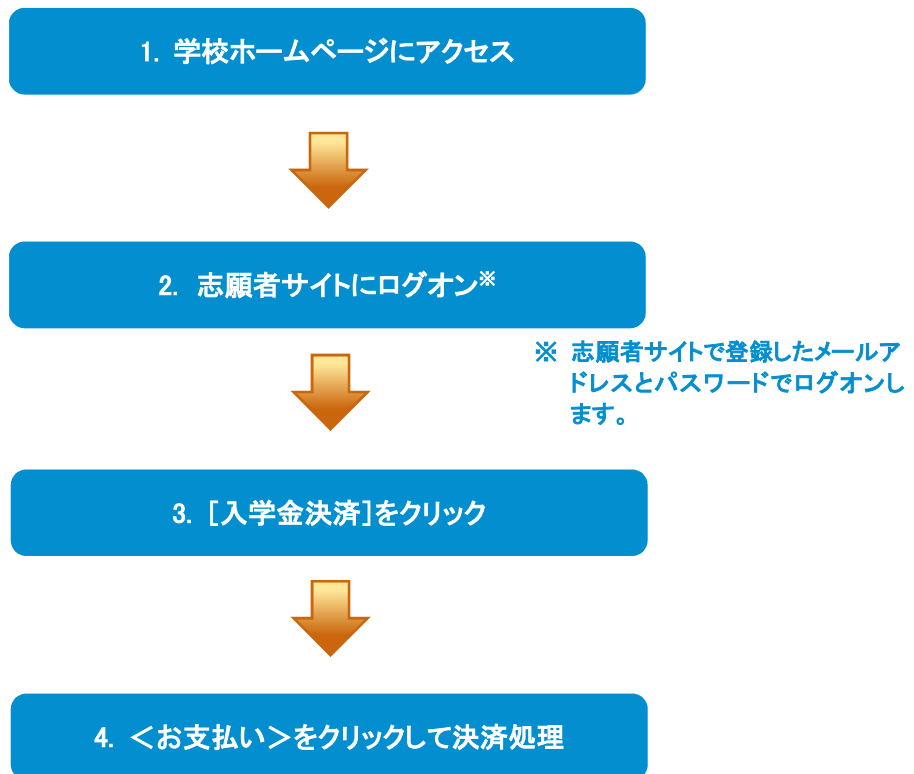 1. 学校ホームページにアクセス
2. 志願者サイトにログオン※
※ 志願者サイトで登録したメールア
ドレスとパスワードでログオンし
ます。
3. [入学金決済]をクリック
4. <お支払い>をクリックして決済処理